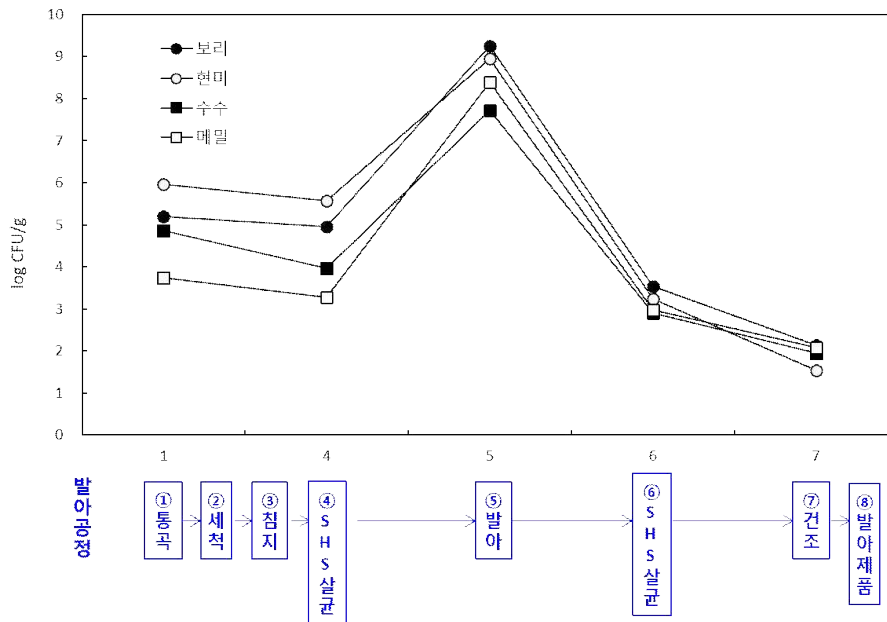 10
9
8
7
6
5
4
3
2
1
0
log CFU/g
보리
현미
수수
메밀
1
4
5
6
7
발아공정
①통곡
②세척
③침지
④SHS살균
⑤발아
⑥SHS살균
⑦건조
⑧발아제품